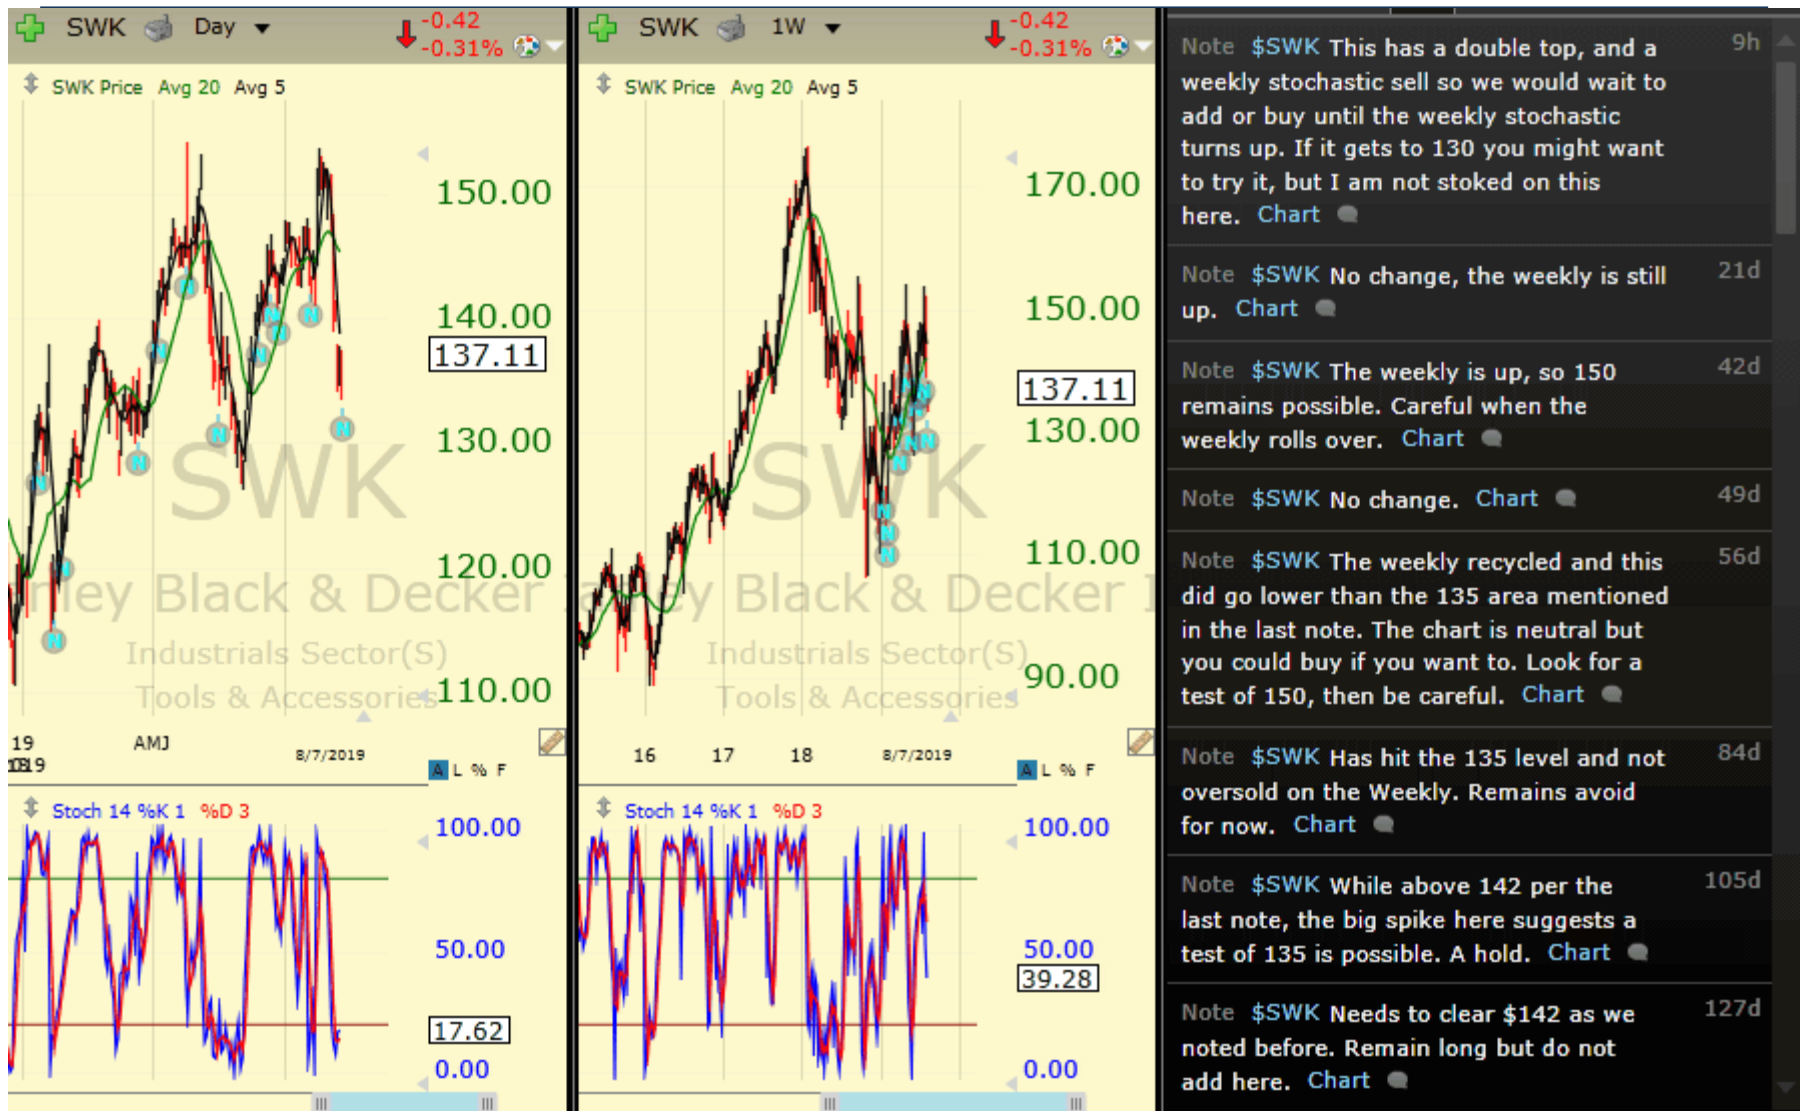 SWK Day -0.42
-0.31%
SWK Price Avg 20 Avg 5
150.00
140.00
137.11
130.00
120.00
110.00
SWK
nley Black & Decker I
Industrials Sector(S)
Tools & Accessories
N
N
N
N
N
N
N
N
N
N
N
N
19
AMJ
8/7/2019
A L % F
Stoch 14 %K 1 %D 3
100.00
50.00
17.62
0.00
SWK 1W -0.42
-0.31%
SWK Price Avg 20 Avg 5
170.00
150.00
137.11
130.00
110.00
90.00
SWK
ley Black & Decker I
Industrials Sector(S)
Tools & Accessories
16 17 18 8/7/2019
A L % F
Stoch 14 %K 1 %D 3
100.00
50.00
39.28
0.00
Note $SWK This has a double top, and a 9h
weekly stochastic sell so we would wait to
add or buy until the weekly stochastic
turns up. If it gets to 130 you might want
to try it, but I am not stoked on this
here. Chart
Note $SWK No change, the weekly is still 21d
up. Chart
Note $SWK The weekly is up, so 150 42d
remains possible. Careful when the
weekly rolls over. Chart
Note $SWK No change. Chart 49d
Note $SWK The weekly recycled and this 56d
did go lower than the 135 area mentioned
in the last note. The chart is neutral but
you could buy if you want to. Look for a
test of 150, then be careful. Chart
Note $SWK Has hit the 135 level and not 84d
oversold on the Weekly. Remains avoid
for now. Chart
Note $SWK While above 142 per the 105d
last note, the big spike here suggests a
test of 135 is possible. A hold. Chart
Note $SWK Needs to clear $142 as we 127d
noted before. Remain long but do not
add here. Chart